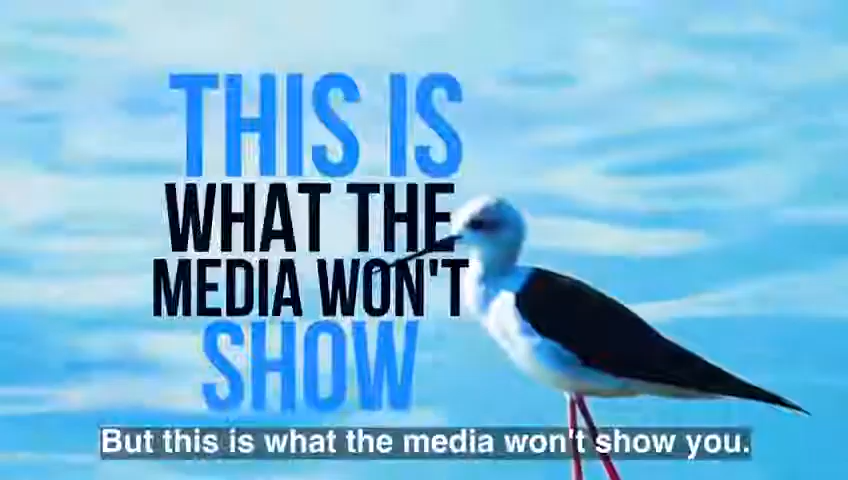 THIS IS
WHAT THE
MEDIA WON'T
SHOW
But this is what the media won't show you.